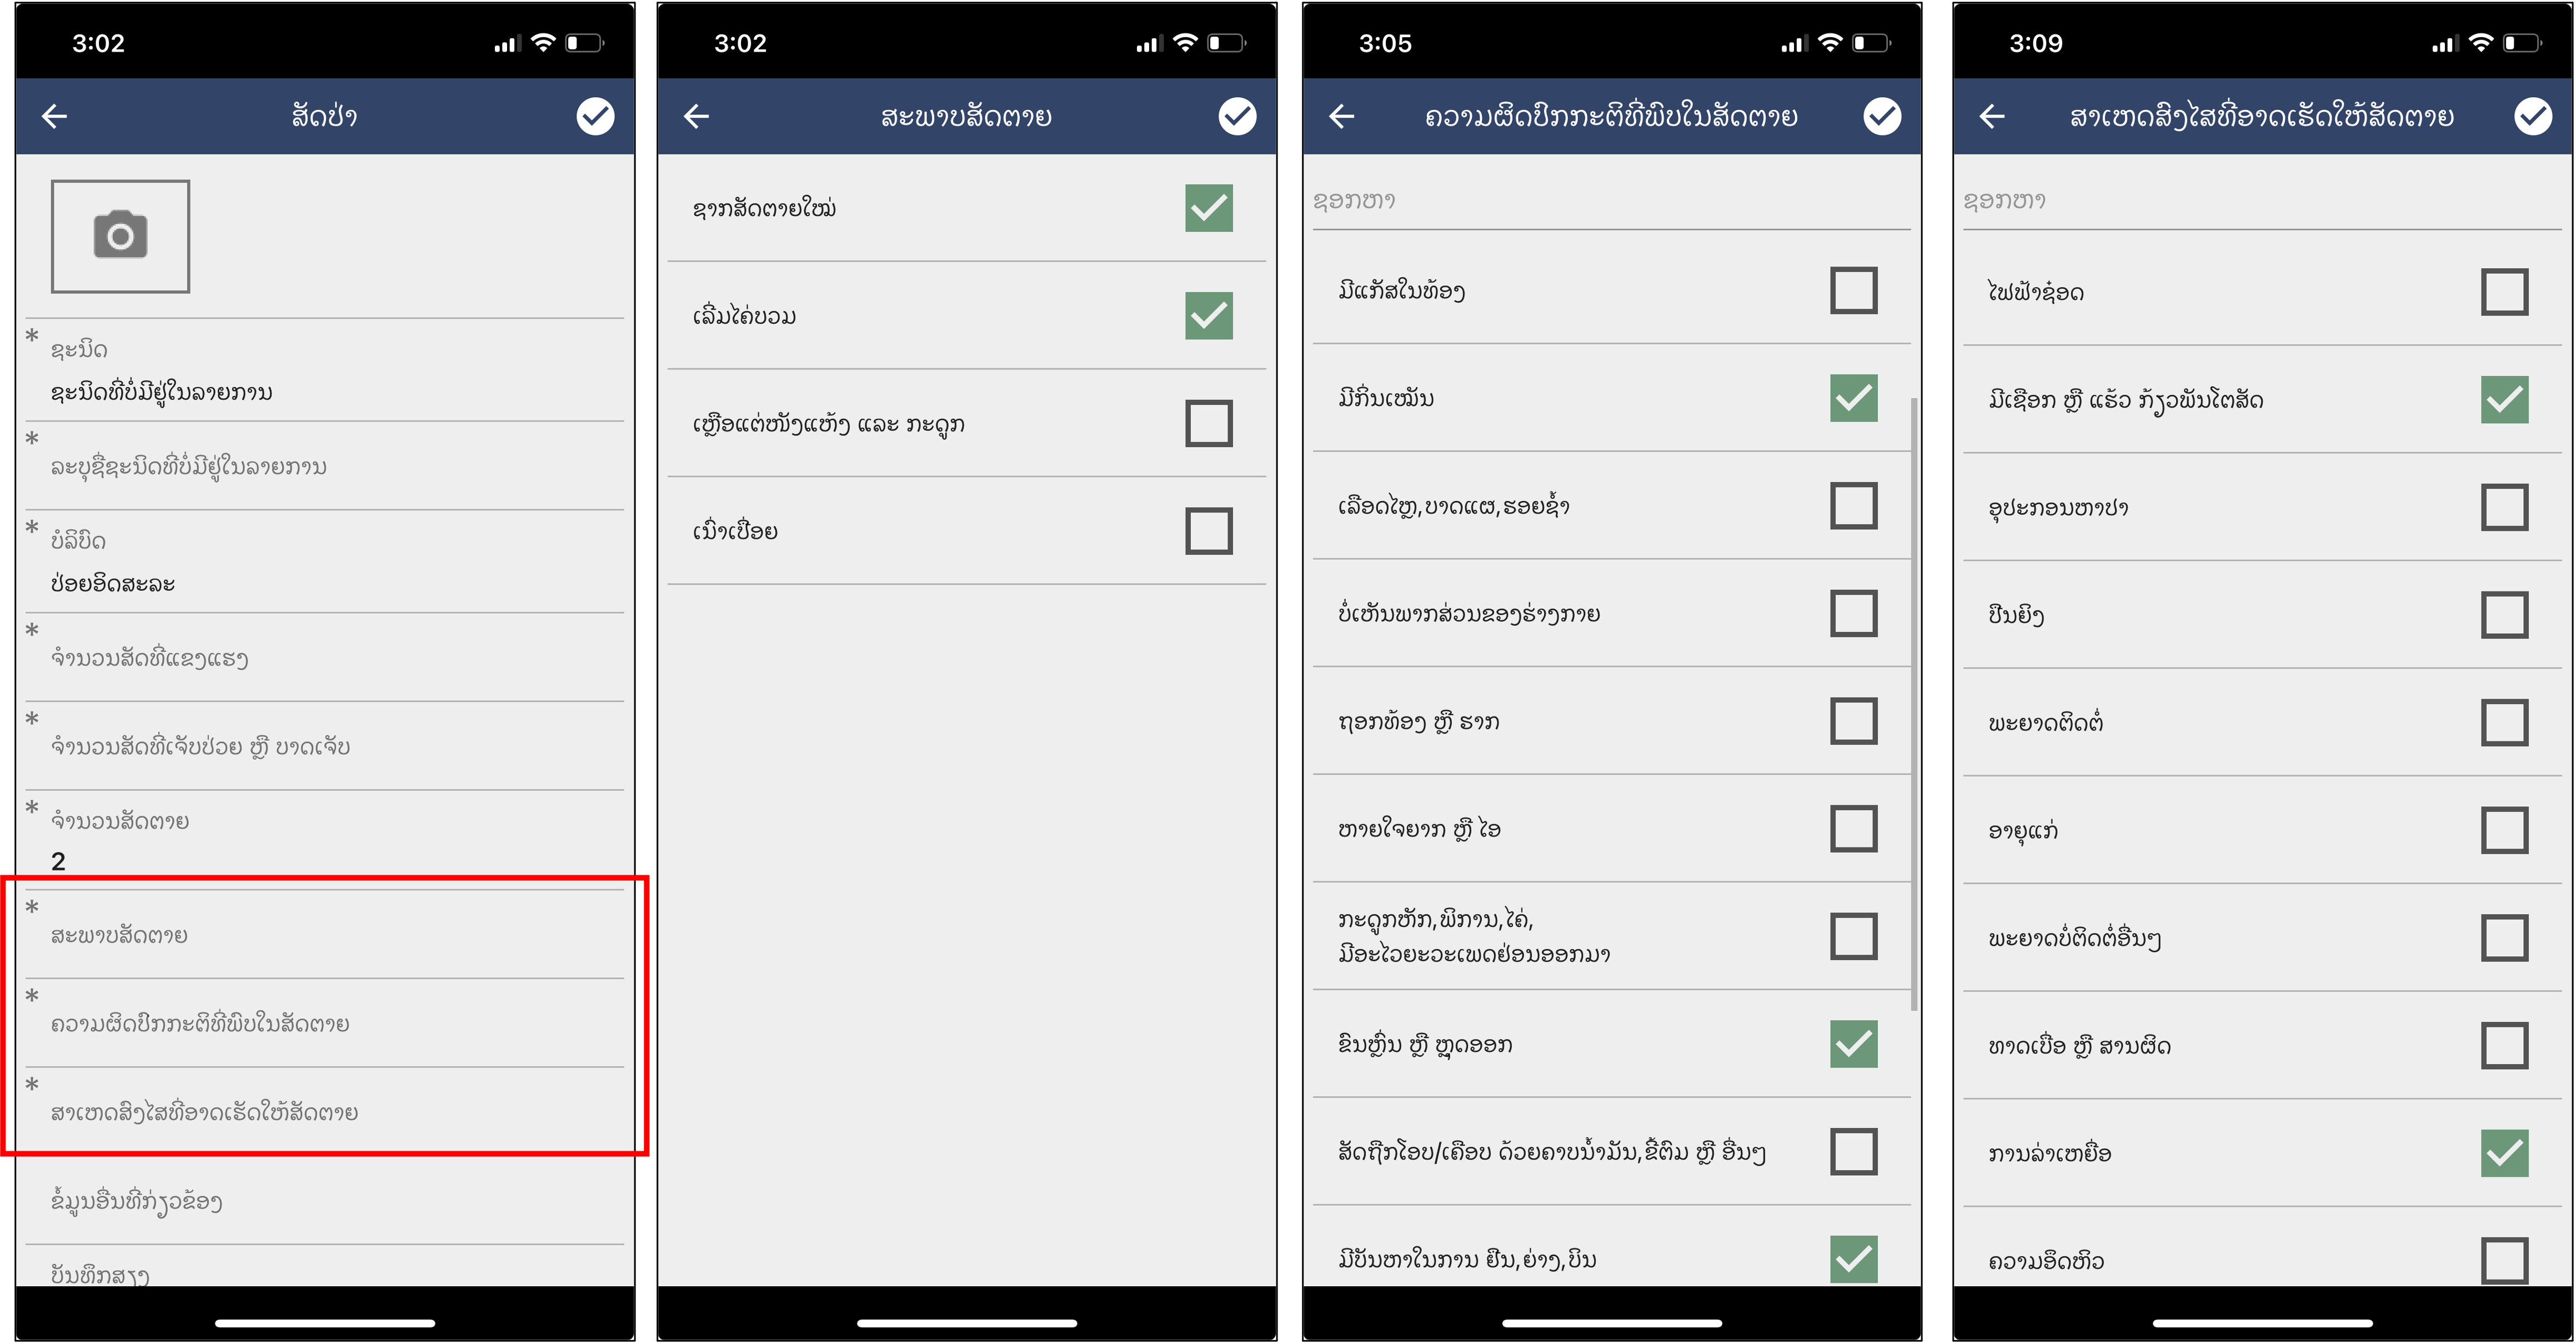 3:02
ສັດປ່າ
* ຊະນິດ
ຊະນິດທີ່ບໍ່ມີຢູ່ໃນລາຍການ
* ລະບຸຊື່ຊະນິດທີ່ບໍ່ມີຢູ່ໃນລາຍການ
* ບໍລິບົດ
ປ່ອຍອິດສະລະ
* ຈຳນວນສັດທີ່ແຂງແຮງ
* ຈຳນວນສັດທີ່ເຈັບປ່ວຍ ຫຼື ບາດເຈັບ
* ຈຳນວນສັດຕາຍ
2
* ສະພາບສັດຕາຍ
* ຄວາມຜິດປົກກະຕິທີ່ພົບໃນສັດຕາຍ
* ສາເຫດສົງໄສທີ່ອາດເຮັດໃຫ້ສັດຕາຍ
ຂໍ້ມູນອື່ນທີ່ກ່ຽວຂ້ອງ
ບັນທຶກສຽງ
3:02
ສະພາບສັດຕາຍ
ຊາກສັດຕາຍໃໝ່
ເລີ່ມໄຄ່ບວມ
ເຫຼືອແຕ່ໜັງແຫ້ງ ແລະ ກະດູກ
ເນົ່າເປື່ອຍ
3:05
ຄວາມຜິດປົກກະຕິທີ່ພົບໃນສັດຕາຍ
ຊອກຫາ
ມີແກັສໃນທ້ອງ
ມີກິ່ນເໝັນ
ເລືອດໄຫຼ,ບາດແຜ,ຮອຍຊໍ້າ
ບໍ່ເຫັນພາກສ່ວນຂອງຮ່າງກາຍ
ຖອກທ້ອງ ຫຼື ຮາກ
ຫາຍໃຈຍາກ ຫຼື ໄອ
ກະດູກຫັກ,ພິການ,ໄຄ່,
ມີອະໄວຍະວະເພດຢ່ອນອອກມາ
ຂົນຫຼົ່ນ ຫຼື ຫຼຸດອອກ
ສັດຖືກໂອບ/ເຄືອບ ດ້ວຍຄາບນໍ້າມັນ,ຂີ້ຕົມ ຫຼື ອື່ນໆ
ມີບັນຫາໃນການ ຢືນ,ຍ່າງ,ບິນ
3:09
ສາເຫດສົງໄສທີ່ອາດເຮັດໃຫ້ສັດຕາຍ
ຊອກຫາ
ໄຟຟ້າຊ໋ອດ
ມີເຊືອກ ຫຼື ແຮ້ວ ກ້ຽວພັນໂຕສັດ
ອຸປະກອນຫາປາ
ປືນຍິງ
ພະຍາດຕິດຕໍ່
ອາຍຸແກ່
ພະຍາດບໍ່ຕິດຕໍ່ອື່ນໆ
ທາດເບື່ອ ຫຼື ສານຜິດ
ການລ່າເຫຍື່ອ
ຄວາມອຶດຫິວ